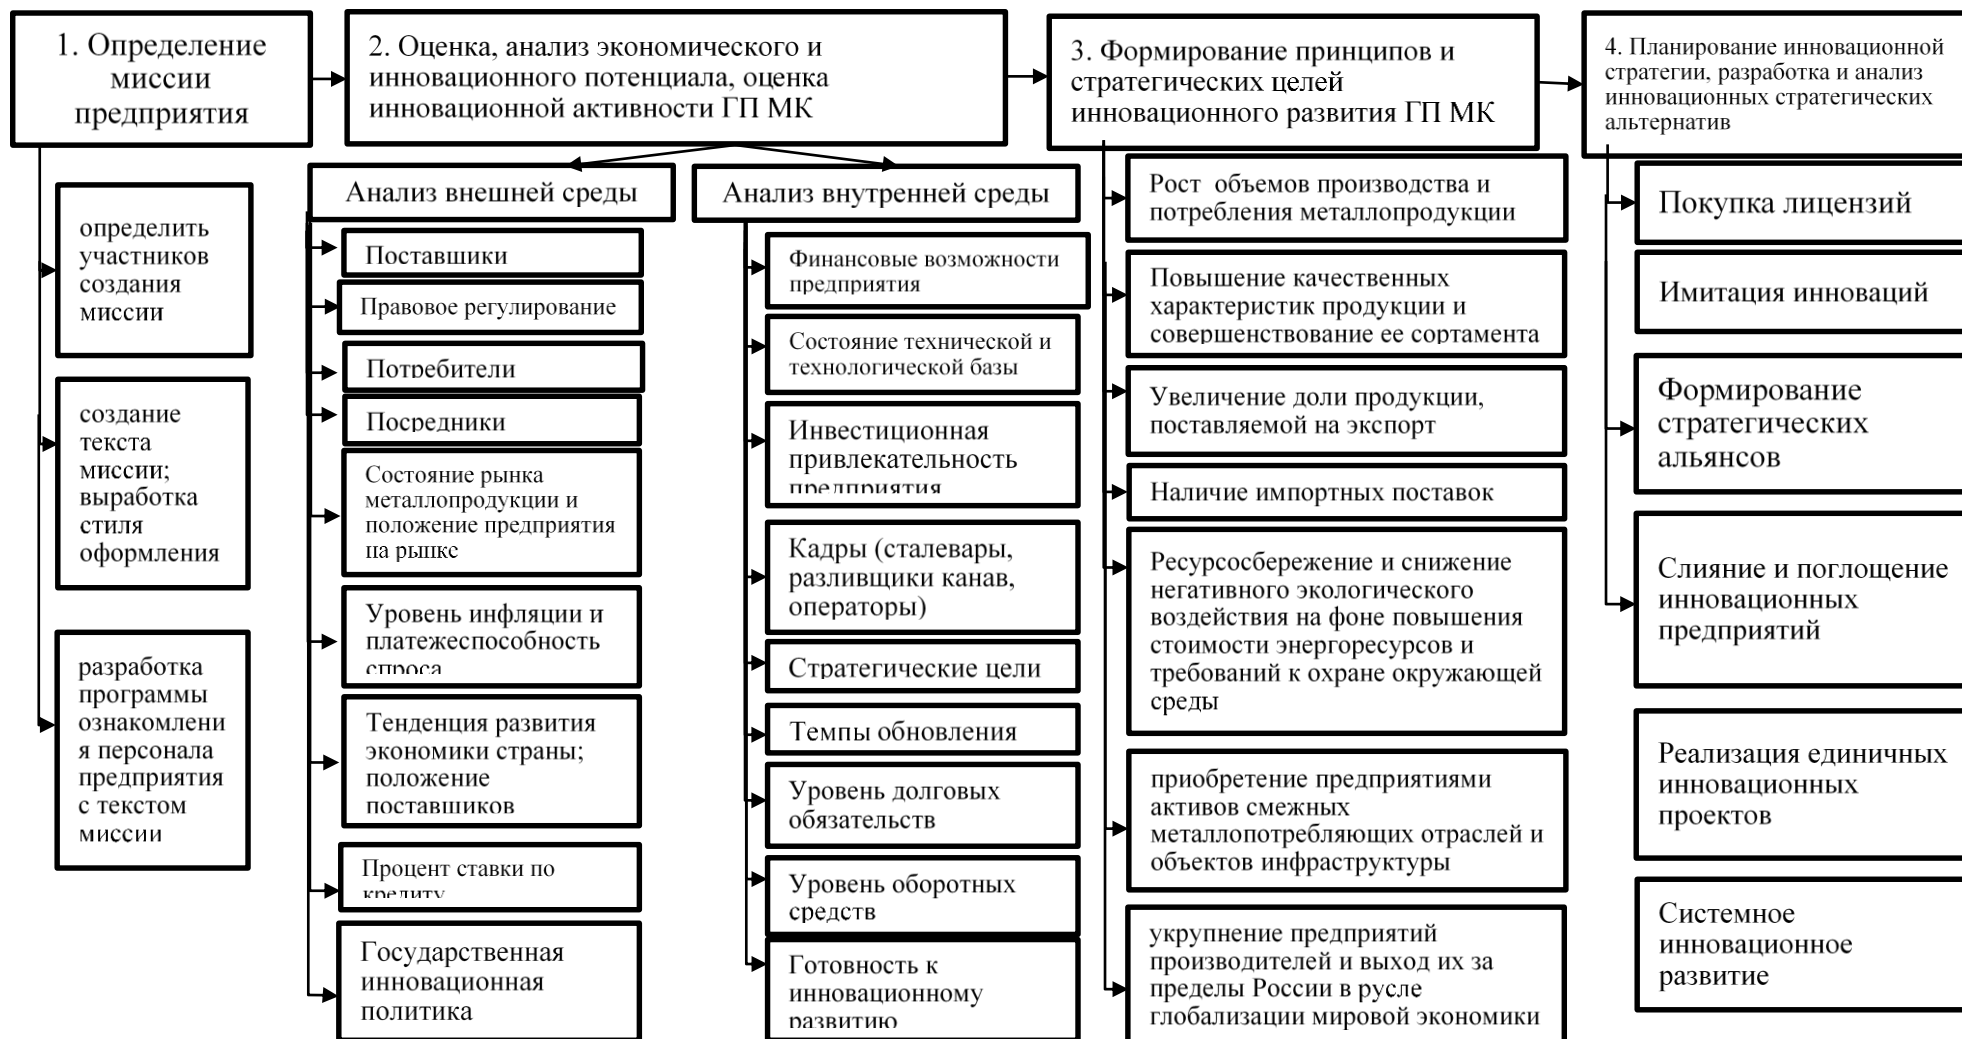 1. Определение
миссии
предприятия
2. Оценка, анализ экономического и
инновационного потенциала, оценка
инновационной активности ГП МК
3. Формирование принципов и
стратегических целей
инновационного развития ГП МК
4. Планирование инновационной
стратегии, разработка и анализ
инновационных стратегических
альтернатив
определить
участников
создания
миссии
создание
текста
миссии;
выработка
стиля
оформления
разработка
программы
ознакомлени
я персонала
предприятия
с текстом
миссии
Анализ внешней среды
Поставшики
Правовое регулирование
Потребители
Посредники
Состояние рынка
металлопродукции и
положение предприятия
на рынке
Уровень инфляции и
платежеспособность
спроса
Тенденция развития
экономики страны;
положение
поставщиков
Процент ставки по
кредиту
Государственная
инновационная
политика
Анализ внутренней среды
Финансовые возможности
предприятия
Состояние технической и
технологической базы
Инвестиционная
привлекательность
предприятия
Кадры (сталевары,
разливщики канав,
операторы)
Стратегические цели
Темпы обновления
Уровень долговых
обязательств
Уровень оборотных
средств
Готовность к
инновационному
развитию
Рост объемов производства и
потребления металлопродукции
Повышение качественных
характеристик продукции и
совершенствование ее сортамента
Увеличение доли продукции,
поставляемой на экспорт
Наличие импортных поставок
Ресурсосбережение и снижение
негативного экологического
воздействия на фоне повышения
стоимости энергоресурсов и
требований к охране окружающей
среды
приобретение предприятиями
активов смежных
металлопотребляющих отраслей и
объектов инфраструктуры
укрупнение предприятий
производителей и выход их за
пределы России в русле
глобализации мировой экономики
Покупка лицензий
Имитация инноваций
Формирование
стратегических
альянсов
Слияние и поглощение
инновационных
предприятий
Реализация единичных
инновационных
проектов
Системное
инновационное
развитие